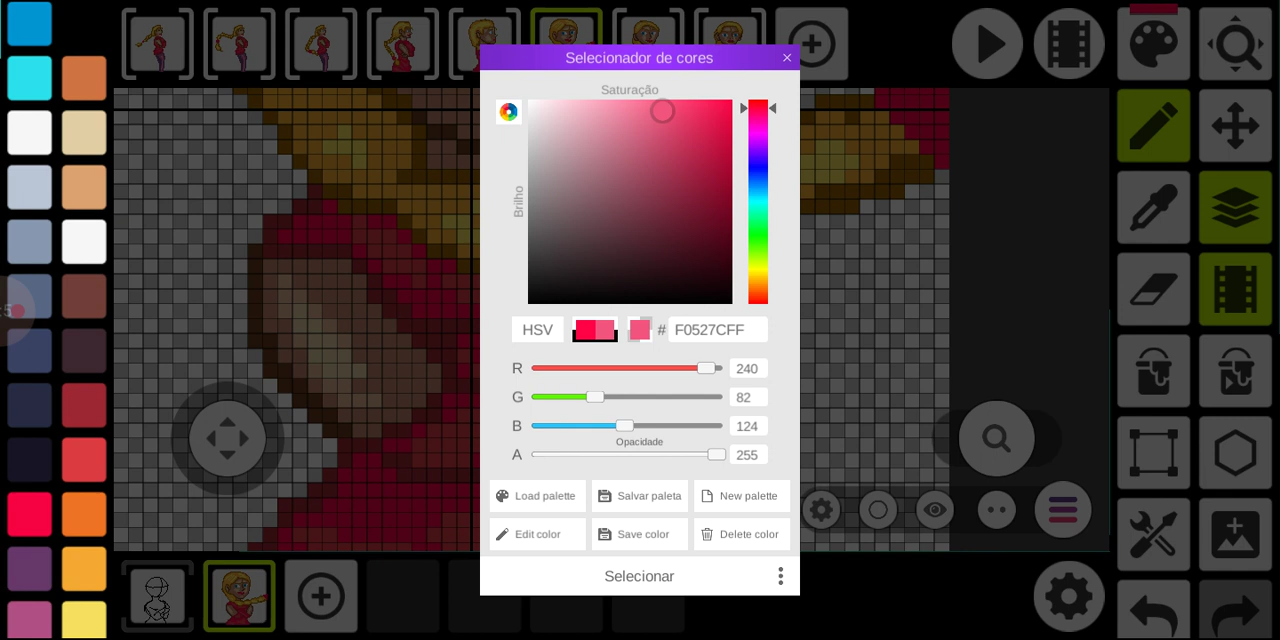 Selecionador de cores
Saturação
Brilho
HSV
# F0527CFF
R 240
G 82
B 124
Opacidade
A 255
Load palette
Salvar paleta
New palette
Edit color
Save color
Delete color
Selecionar